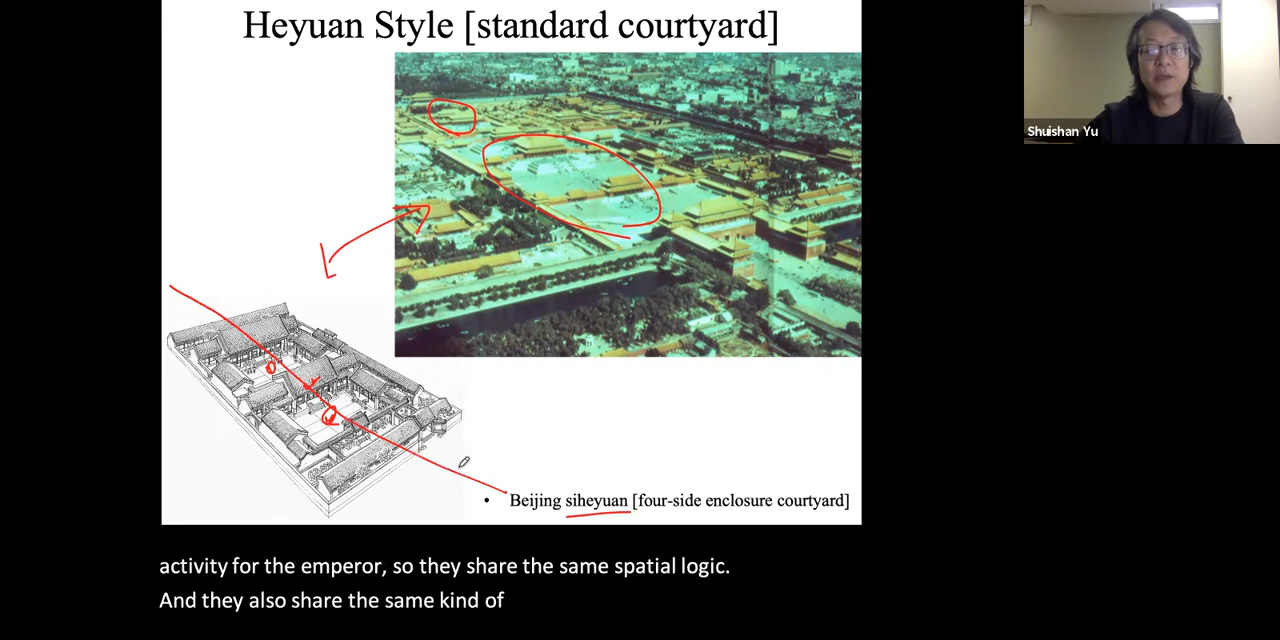 Heyuan Style [standard courtyard]
Shuishan Yu
• Beijing siheyuan [four-side enclosure courtyard]
activity for the emperor, so they share the same spatial logic.
And they also share the same kind of